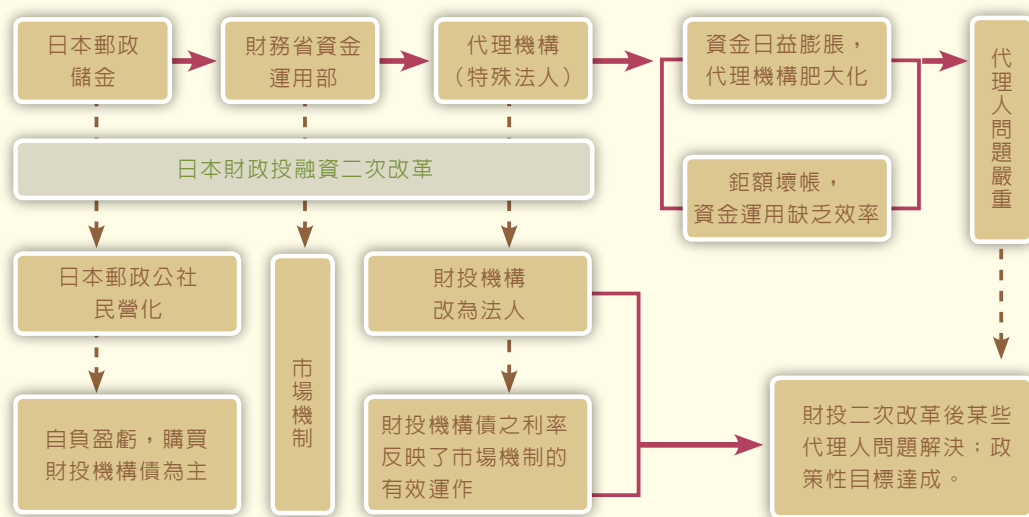 日本郵政
儲金
財務省資金
運用部
代理機構
（特殊法人）
資金日益膨脹，
代理機構肥大化
鉅額壞帳，
資金運用缺乏效率
代理人問題嚴重
日本財政投融資二次改革
日本郵政公社
民營化
自負盈虧，購買
財投機構債為主
市場機制
財投機構
改為法人
財投機構債之利率
反映了市場機制的
有效運作
財投二次改革後某些
代理人問題解決；政
策性目標達成。